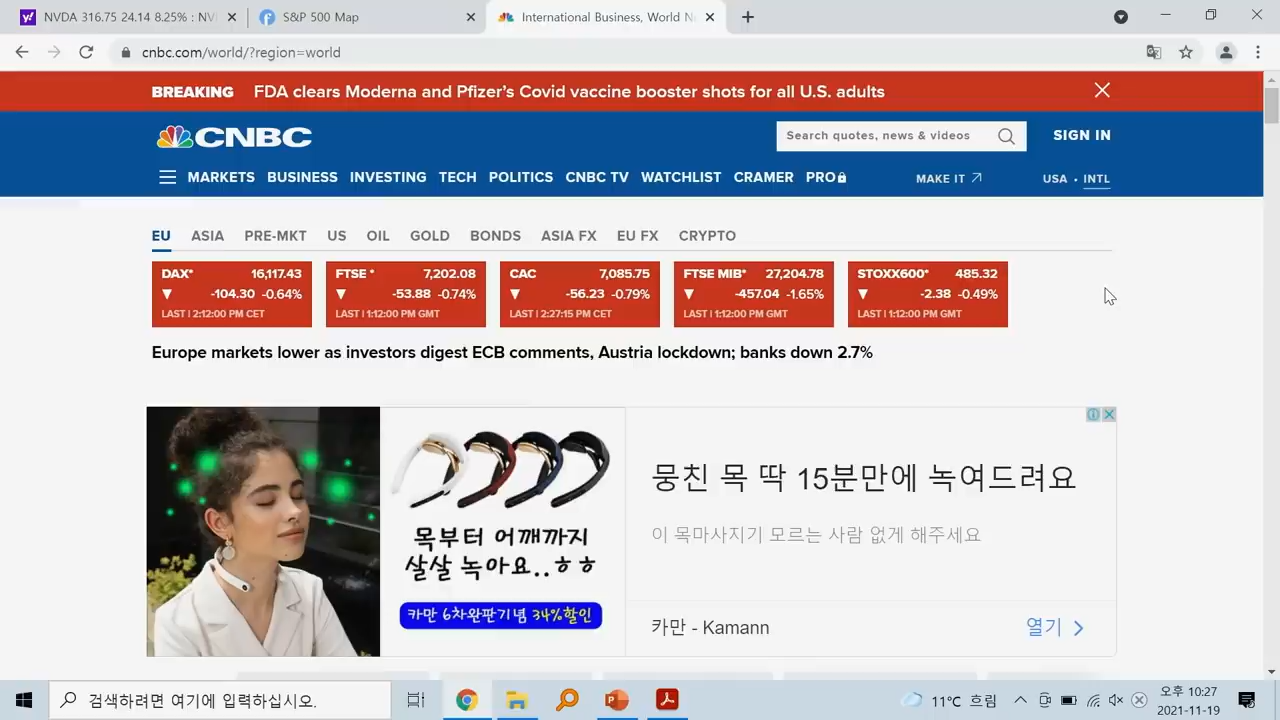 NVDA 316.75 24.14 8.25% : NVI
S&P 500 Map
International Business, World N
cnbc.com/world/?region=world
BREAKING FDA clears Moderna and Pfizer's Covid vaccine booster shots for all U.S. adults
CNBC
Search quotes, news & videos
SIGN IN
MARKETS BUSINESS INVESTING TECH POLITICS CNBC TV WATCHLIST CRAMER PRO
MAKE IT
USA • INTL
EU ASIA PRE-MKT US OIL GOLD BONDS ASIA FX EU FX CRYPTO
DAX* 16,117.43
-104.30 -0.64%
LAST | 2:12:00 PM CET
FTSE * 7,202.08
-53.88 -0.74%
LAST | 1:12:00 PM GMT
CAC 7,085.75
-56.23 -0.79%
LAST | 2:27:15 PM CET
FTSE MIB* 27,204.78
-457.04 -1.65%
LAST | 1:12:00 PM GMT
STOXX600* 485.32
-2.38 -0.49%
LAST | 1:12:00 PM GMT
Europe markets lower as investors digest ECB comments, Austria lockdown; banks down 2.7%
목부터 어깨까지
살살 녹아요..ㅎㅎ
카만 6차완판기념 34%할인
뭉친 목 딱 15분만에 녹여드려요
이 목마사지기 모르는 사람 없게 해주세요
카만 - Kamann
열기
검색하려면 여기에 입력하십시오.
11℃ 흐림
오후 10:27
2021-11-19